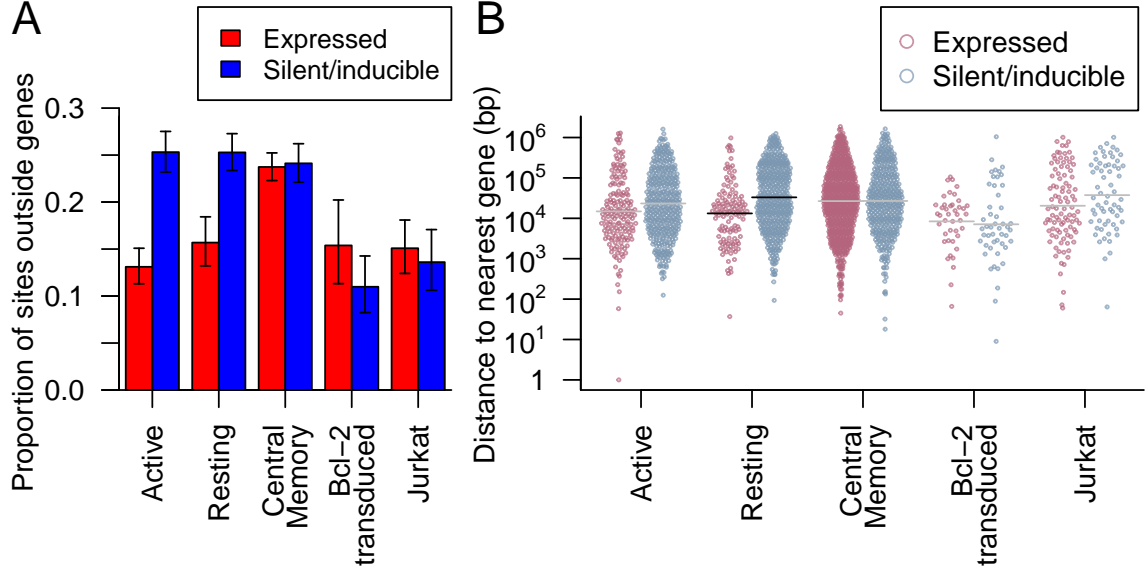 A
Expressed
Silent/inducible
Proportion of sites outside genes
0.3
0.2
0.1
0.0
Active
Resting
Central
Memory
Bcl−2
transduced
Jurkat
B
Expressed
Silent/inducible
Distance to nearest gene (bp)
10⁶
10⁵
10⁴
10³
10²
10¹
1
Active
Resting
Central
Memory
Bcl−2
transduced
Jurkat